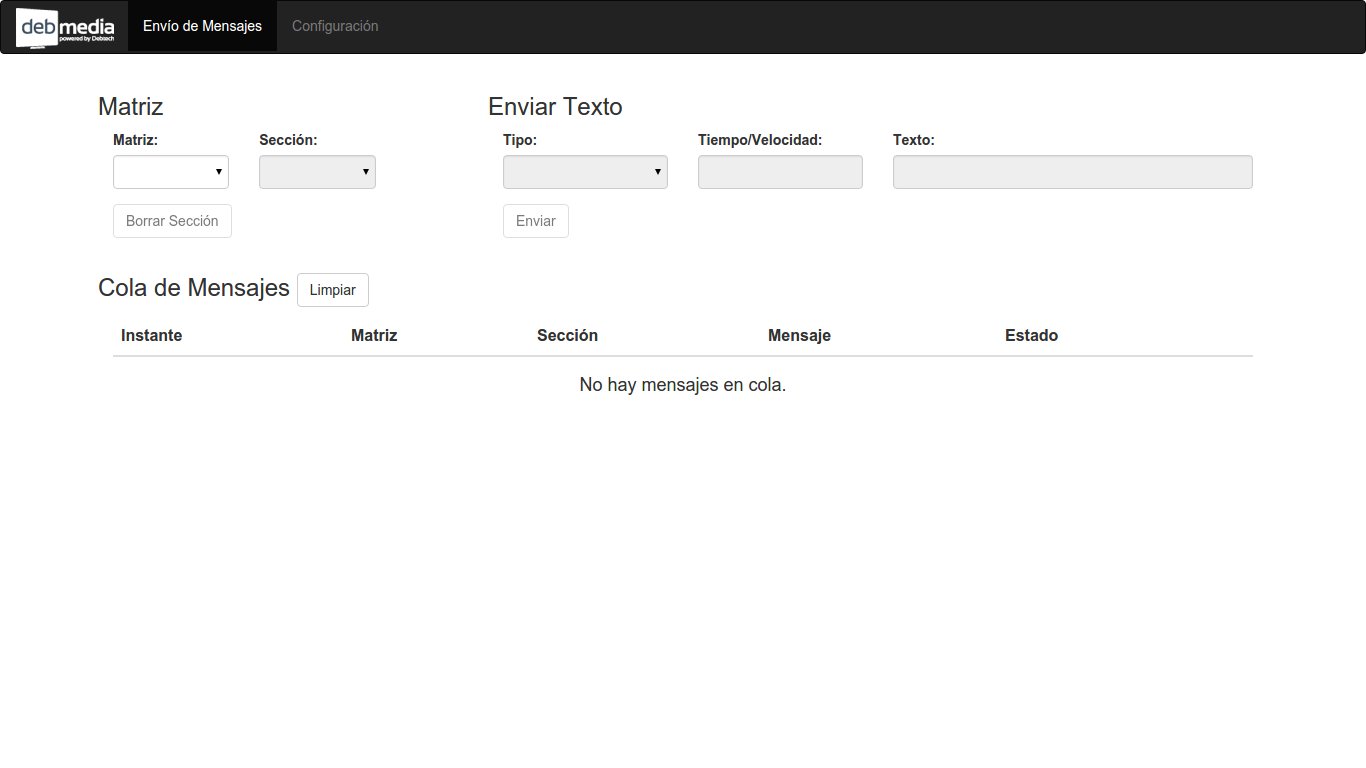 debmedia
powered by Debtech
Envío de Mensajes
Configuración
Matriz
Enviar Texto
Matriz:
Sección:
Tipo:
Tiempo/Velocidad:
Texto:
Borrar Sección
Enviar
Cola de Mensajes
Limpiar
Instante
Matriz
Sección
Mensaje
Estado
No hay mensajes en cola.